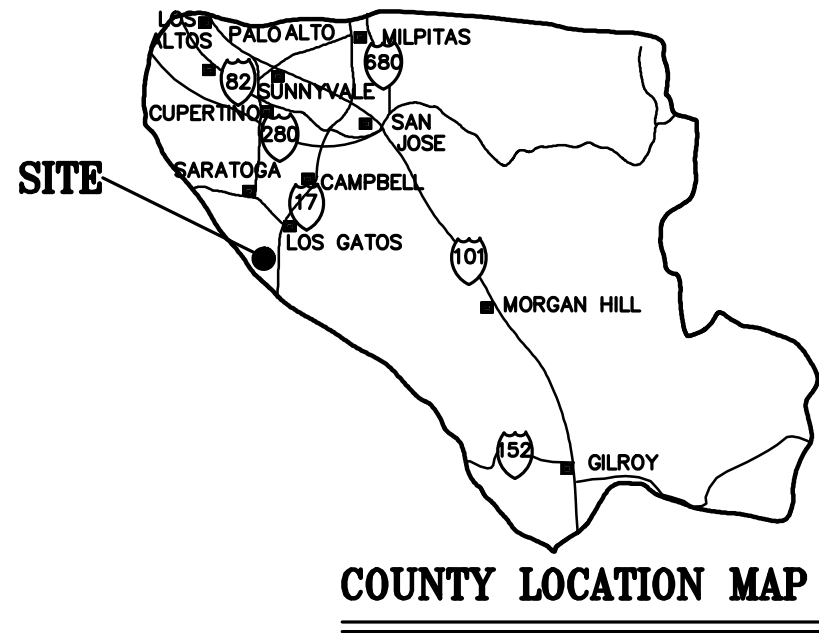 LOS ALTOS
PALO ALTO
MILPITAS
680
82
SUNNYVALE
CUPERTINO
280
SAN JOSE
SARATOGA
SITE
CAMPBELL
17
LOS GATOS
101
MORGAN HILL
152
GILROY
COUNTY LOCATION MAP